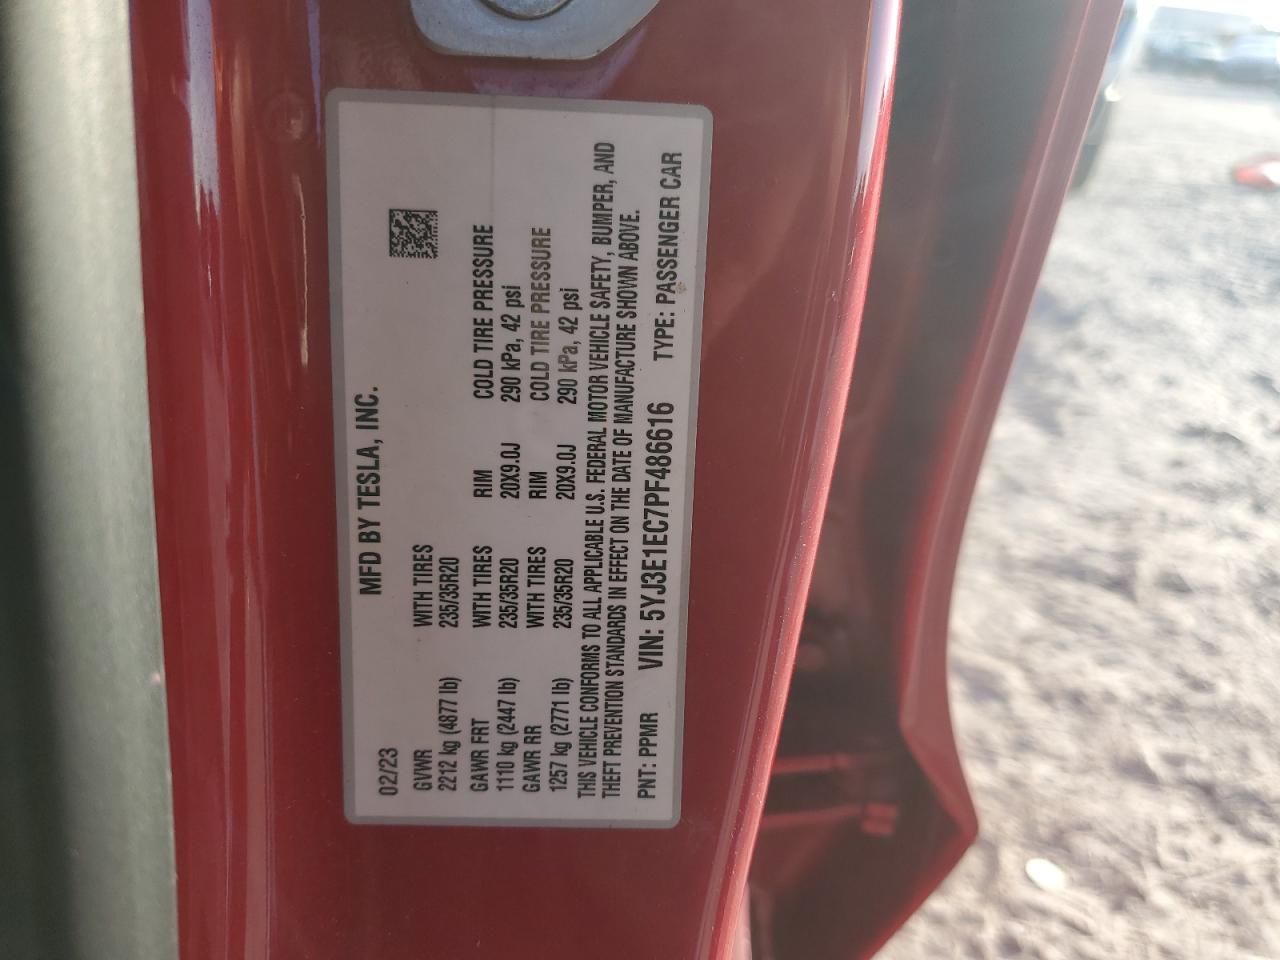 MFD BY TESLA, INC.
02/23
GVWR WITH TIRES
2212 kg (4877 lb) 235/35R20
GAWR FRT WITH TIRES RIM COLD TIRE PRESSURE
1110 kg (2447 lb) 235/35R20 20X9.0J 290 kPa, 42 psi
GAWR RR WITH TIRES RIM COLD TIRE PRESSURE
1257 kg (2771 lb) 235/35R20 20X9.0J 290 kPa, 42 psi
THIS VEHICLE CONFORMS TO ALL APPLICABLE U.S. FEDERAL MOTOR VEHICLE SAFETY, BUMPER, AND
THEFT PREVENTION STANDARDS IN EFFECT ON THE DATE OF MANUFACTURE SHOWN ABOVE.
PNT: PPMR VIN: 5YJ3E1EC7PF486616 TYPE: PASSENGER CAR